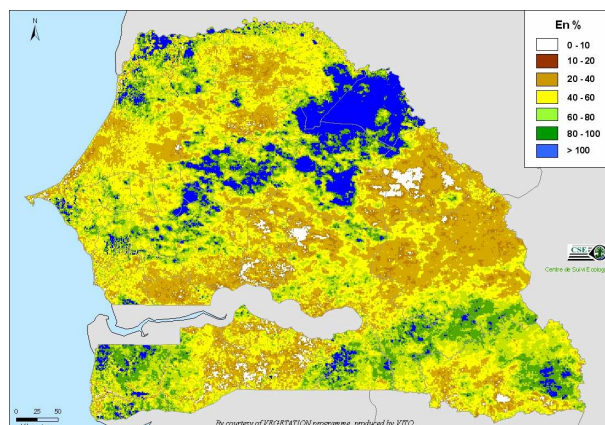 N
En %
0 - 10
10 - 20
20 - 40
40 - 60
60 - 80
80 - 100
> 100
CSE
Centre de Suivi Ecologi
0 25 50
By courtesy of VEGETATION programme, produced by VITO